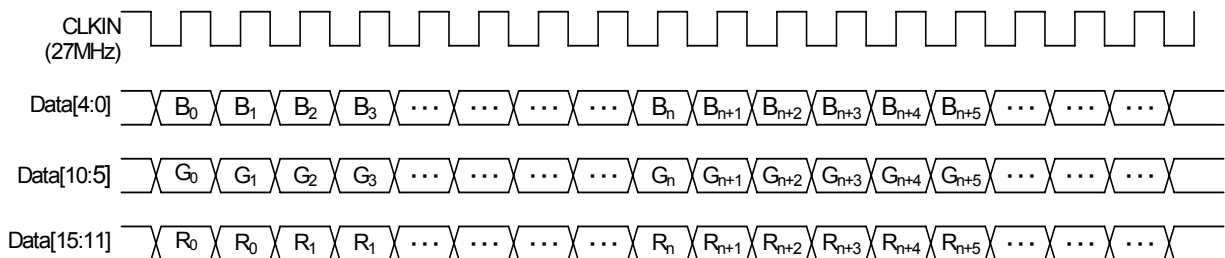 CLKIN
(27MHz)
Data[4:0] B0 B1 B2 B3 ... ... ... ... Bn Bn+1 Bn+2 Bn+3 Bn+4 Bn+5 ... ... ...
Data[10:5] G0 G1 G2 G3 ... ... ... ... Gn Gn+1 Gn+2 Gn+3 Gn+4 Gn+5 ... ... ...
Data[15:11] R0 R0 R1 R1 ... ... ... ... Rn Rn+1 Rn+2 Rn+3 Rn+4 Rn+5 ... ... ...